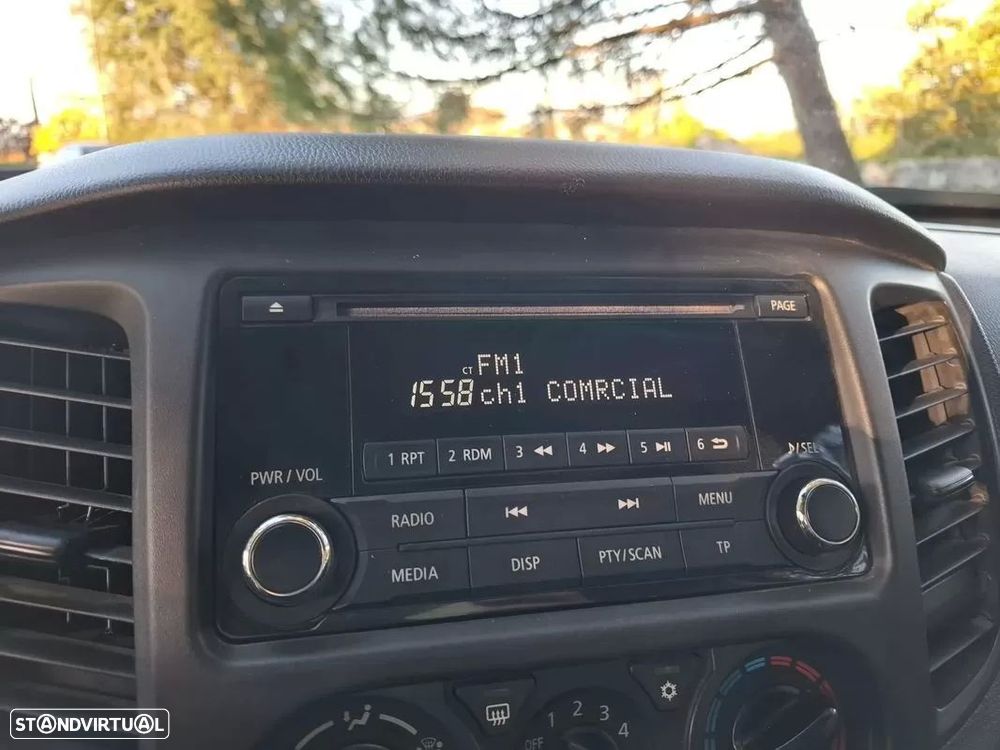 PAGE
CT FM1
15 58 ch1 COMRCIAL
1 RPT 2 RDM 3 4 5 6
PWR / VOL
/SEL
RADIO MENU
MEDIA DISP PTY/SCAN TP
OFF 1 2 3 4
STANDVIRTUAL